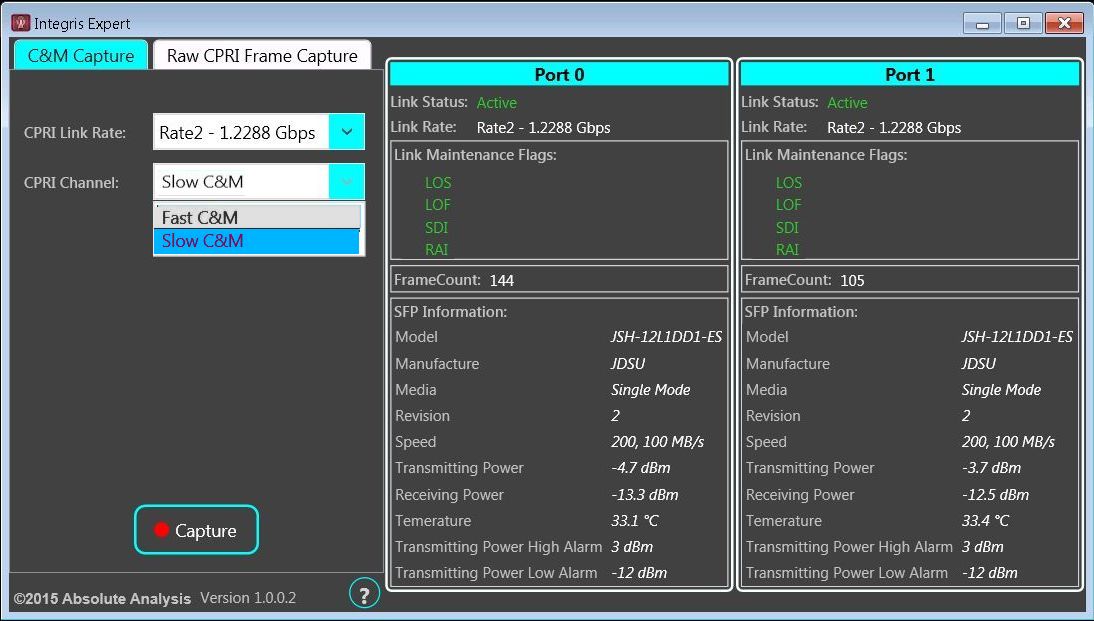 Integris Expert
C&M Capture
Raw CPRI Frame Capture
CPRI Link Rate:
Rate2 - 1.2288 Gbps
CPRI Channel:
Slow C&M
Fast C&M
Slow C&M
Capture
©2015 Absolute Analysis Version 1.0.0.2
?
Port 0
Link Status: Active
Link Rate: Rate2 - 1.2288 Gbps
Link Maintenance Flags:
LOS
LOF
SDI
RAI
FrameCount: 144
SFP Information:
Model JSH-12L1DD1-ES
Manufacture JDSU
Media Single Mode
Revision 2
Speed 200, 100 MB/s
Transmitting Power -4.7 dBm
Receiving Power -13.3 dBm
Temerature 33.1 °C
Transmitting Power High Alarm 3 dBm
Transmitting Power Low Alarm -12 dBm
Port 1
Link Status: Active
Link Rate: Rate2 - 1.2288 Gbps
Link Maintenance Flags:
LOS
LOF
SDI
RAI
FrameCount: 105
SFP Information:
Model JSH-12L1DD1-ES
Manufacture JDSU
Media Single Mode
Revision 2
Speed 200, 100 MB/s
Transmitting Power -3.7 dBm
Receiving Power -12.5 dBm
Temerature 33.4 °C
Transmitting Power High Alarm 3 dBm
Transmitting Power Low Alarm -12 dBm